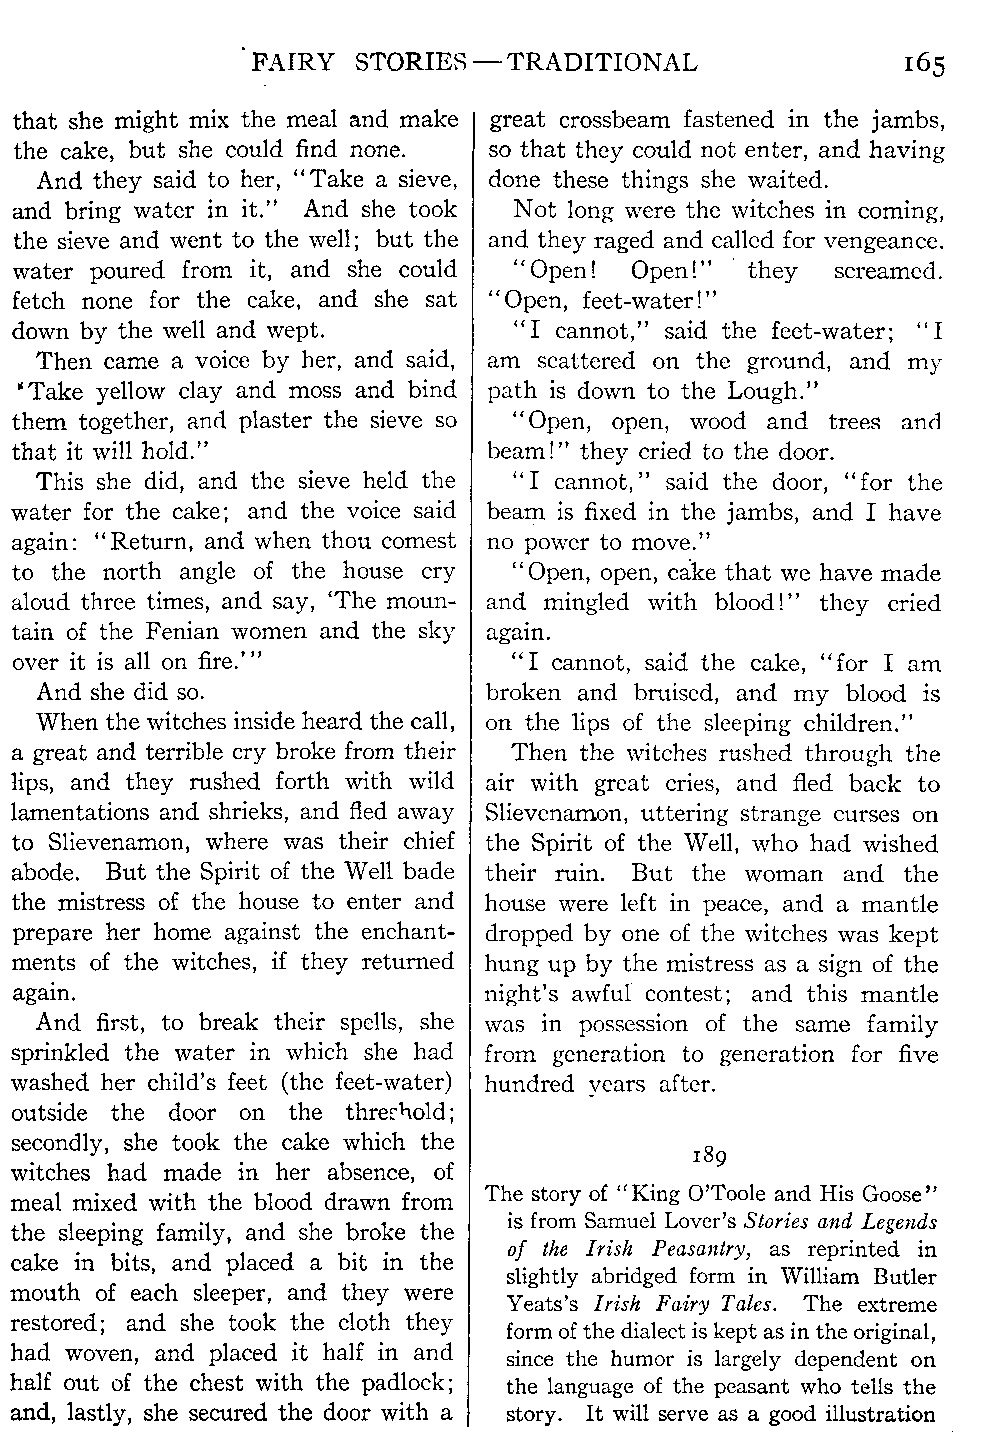 FAIRY STORIES—TRADITIONAL 165
that she might mix the meal and make
the cake, but she could find none.
And they said to her, "Take a sieve,
and bring water in it." And she took
the sieve and went to the well; but the
water poured from it, and she could
fetch none for the cake, and she sat
down by the well and wept.
Then came a voice by her, and said,
"Take yellow clay and moss and bind
them together, and plaster the sieve so
that it will hold."
This she did, and the sieve held the
water for the cake; and the voice said
again: "Return, and when thou comest
to the north angle of the house cry
aloud three times, and say, 'The moun-
tain of the Fenian women and the sky
over it is all on fire.'"
And she did so.
When the witches inside heard the call,
a great and terrible cry broke from their
lips, and they rushed forth with wild
lamentations and shrieks, and fled away
to Slievenamon, where was their chief
abode. But the Spirit of the Well bade
the mistress of the house to enter and
prepare her home against the enchant-
ments of the witches, if they returned
again.
And first, to break their spells, she
sprinkled the water in which she had
washed her child's feet (the feet-water)
outside the door on the threshold;
secondly, she took the cake which the
witches had made in her absence, of
meal mixed with the blood drawn from
the sleeping family, and she broke the
cake in bits, and placed a bit in the
mouth of each sleeper, and they were
restored; and she took the cloth they
had woven, and placed it half in and
half out of the chest with the padlock;
and, lastly, she secured the door with a
great crossbeam fastened in the jambs,
so that they could not enter, and having
done these things she waited.
Not long were the witches in coming,
and they raged and called for vengeance.
"Open! Open!" they screamed.
"Open, feet-water!"
"I cannot," said the feet-water; "I
am scattered on the ground, and my
path is down to the Lough."
"Open, open, wood and trees and
beam!" they cried to the door.
"I cannot," said the door, "for the
beam is fixed in the jambs, and I have
no power to move."
"Open, open, cake that we have made
and mingled with blood!" they cried
again.
"I cannot, said the cake, "for I am
broken and bruised, and my blood is
on the lips of the sleeping children."
Then the witches rushed through the
air with great cries, and fled back to
Slievenamon, uttering strange curses on
the Spirit of the Well, who had wished
their ruin. But the woman and the
house were left in peace, and a mantle
dropped by one of the witches was kept
hung up by the mistress as a sign of the
night's awful contest; and this mantle
was in possession of the same family
from generation to generation for five
hundred years after.
189
The story of "King O'Toole and His Goose"
is from Samuel Lover's Stories and Legends
of the Irish Peasantry, as reprinted in
slightly abridged form in William Butler
Yeats's Irish Fairy Tales. The extreme
form of the dialect is kept as in the original,
since the humor is largely dependent on
the language of the peasant who tells the
story. It will serve as a good illustration